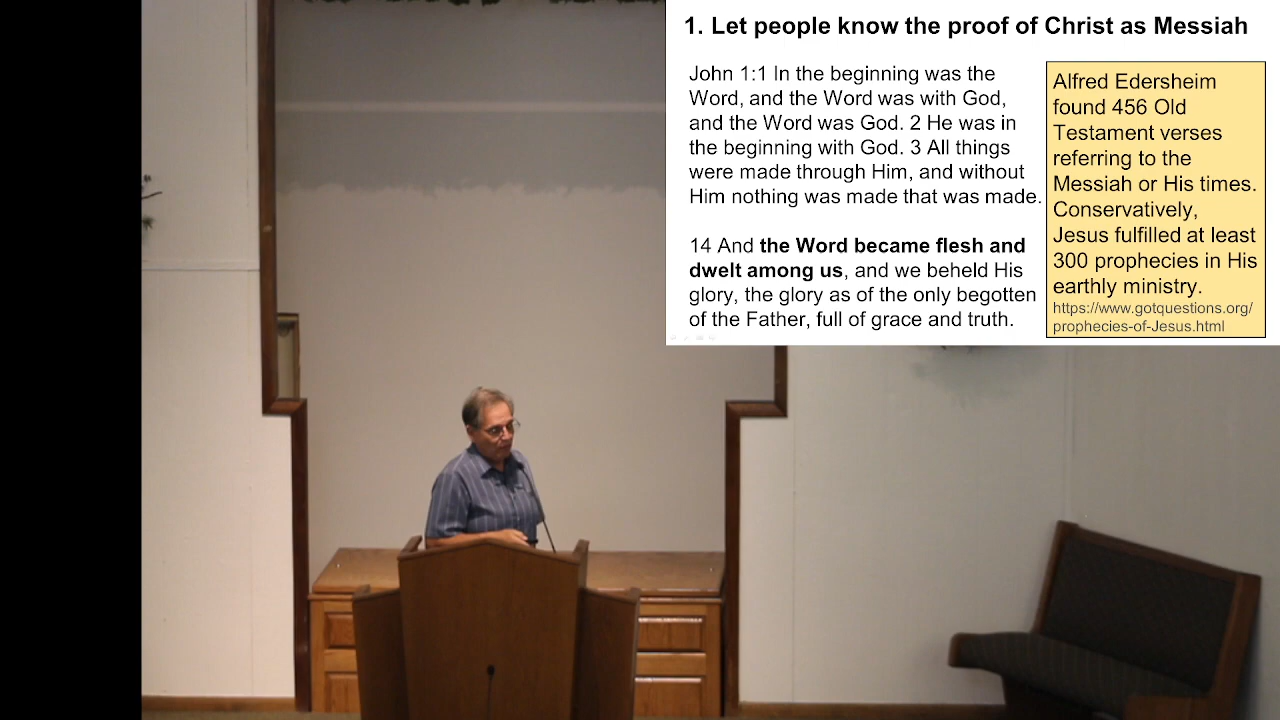 1. Let people know the proof of Christ as Messiah
John 1:1 In the beginning was the
Word, and the Word was with God,
and the Word was God. 2 He was in
the beginning with God. 3 All things
were made through Him, and without
Him nothing was made that was made.
14 And the Word became flesh and
dwelt among us, and we beheld His
glory, the glory as of the only begotten
of the Father, full of grace and truth.
Alfred Edersheim
found 456 Old
Testament verses
referring to the
Messiah or His times.
Conservatively,
Jesus fulfilled at least
300 prophecies in His
earthly ministry.
https://www.gotquestions.org/
prophecies-of-Jesus.html